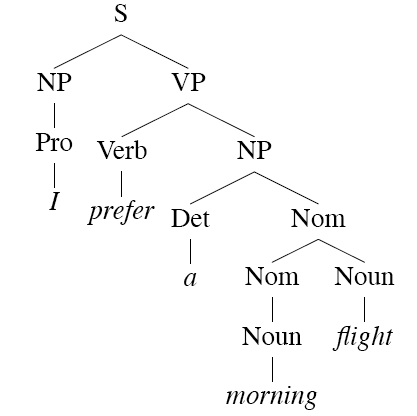 S
NP VP
Pro Verb NP
I prefer Det Nom
a Nom Noun
Noun flight
morning